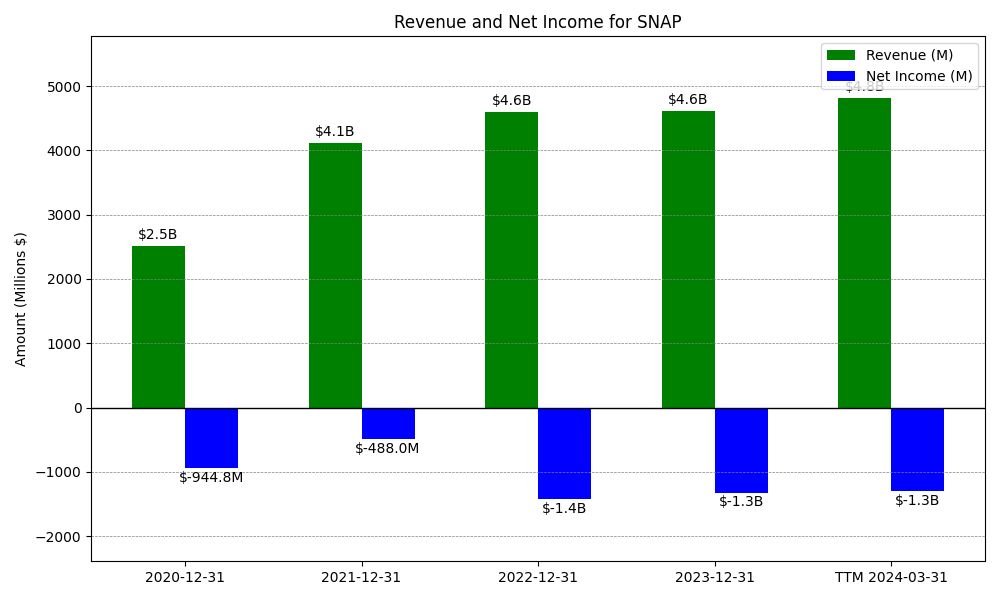 Revenue and Net Income for SNAP
Revenue (M)
Net Income (M)
Amount (Millions $)
5000
4000
3000
2000
1000
0
−1000
−2000
$2.5B
$4.1B
$4.6B
$4.6B
$4.8B
$-944.8M
$-488.0M
$-1.4B
$-1.3B
$-1.3B
2020-12-31
2021-12-31
2022-12-31
2023-12-31
TTM 2024-03-31